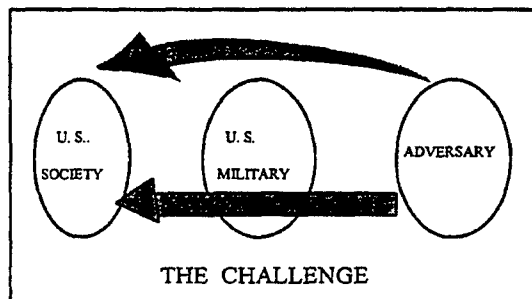 U. S..
SOCIETY
U. S.
MILITARY
ADVERSARY
THE CHALLENGE